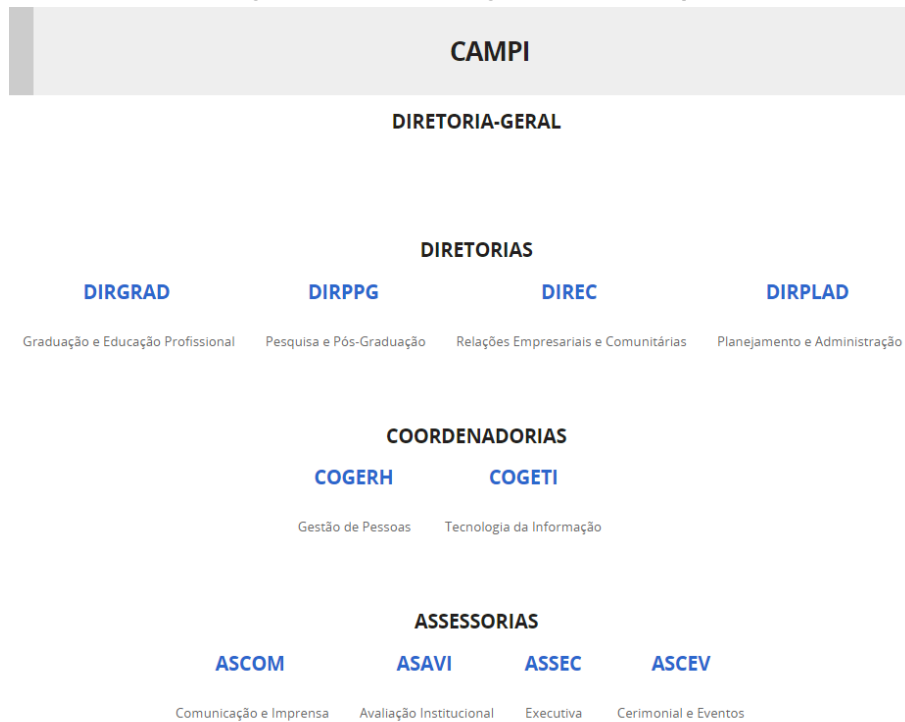 CAMPI
DIRETORIA-GERAL
DIRETORIAS
DIRGRAD DIRPPG DIREC DIRPLAD
Graduação e Educação Profissional Pesquisa e Pós-Graduação Relações Empresariais e Comunitárias Planejamento e Administração
COORDENADORIAS
COGERH COGETI
Gestão de Pessoas Tecnologia da Informação
ASSESSORIAS
ASCOM ASAVI ASSEC ASCEV
Comunicação e Imprensa Avaliação Institucional Executiva Cerimonial e Eventos